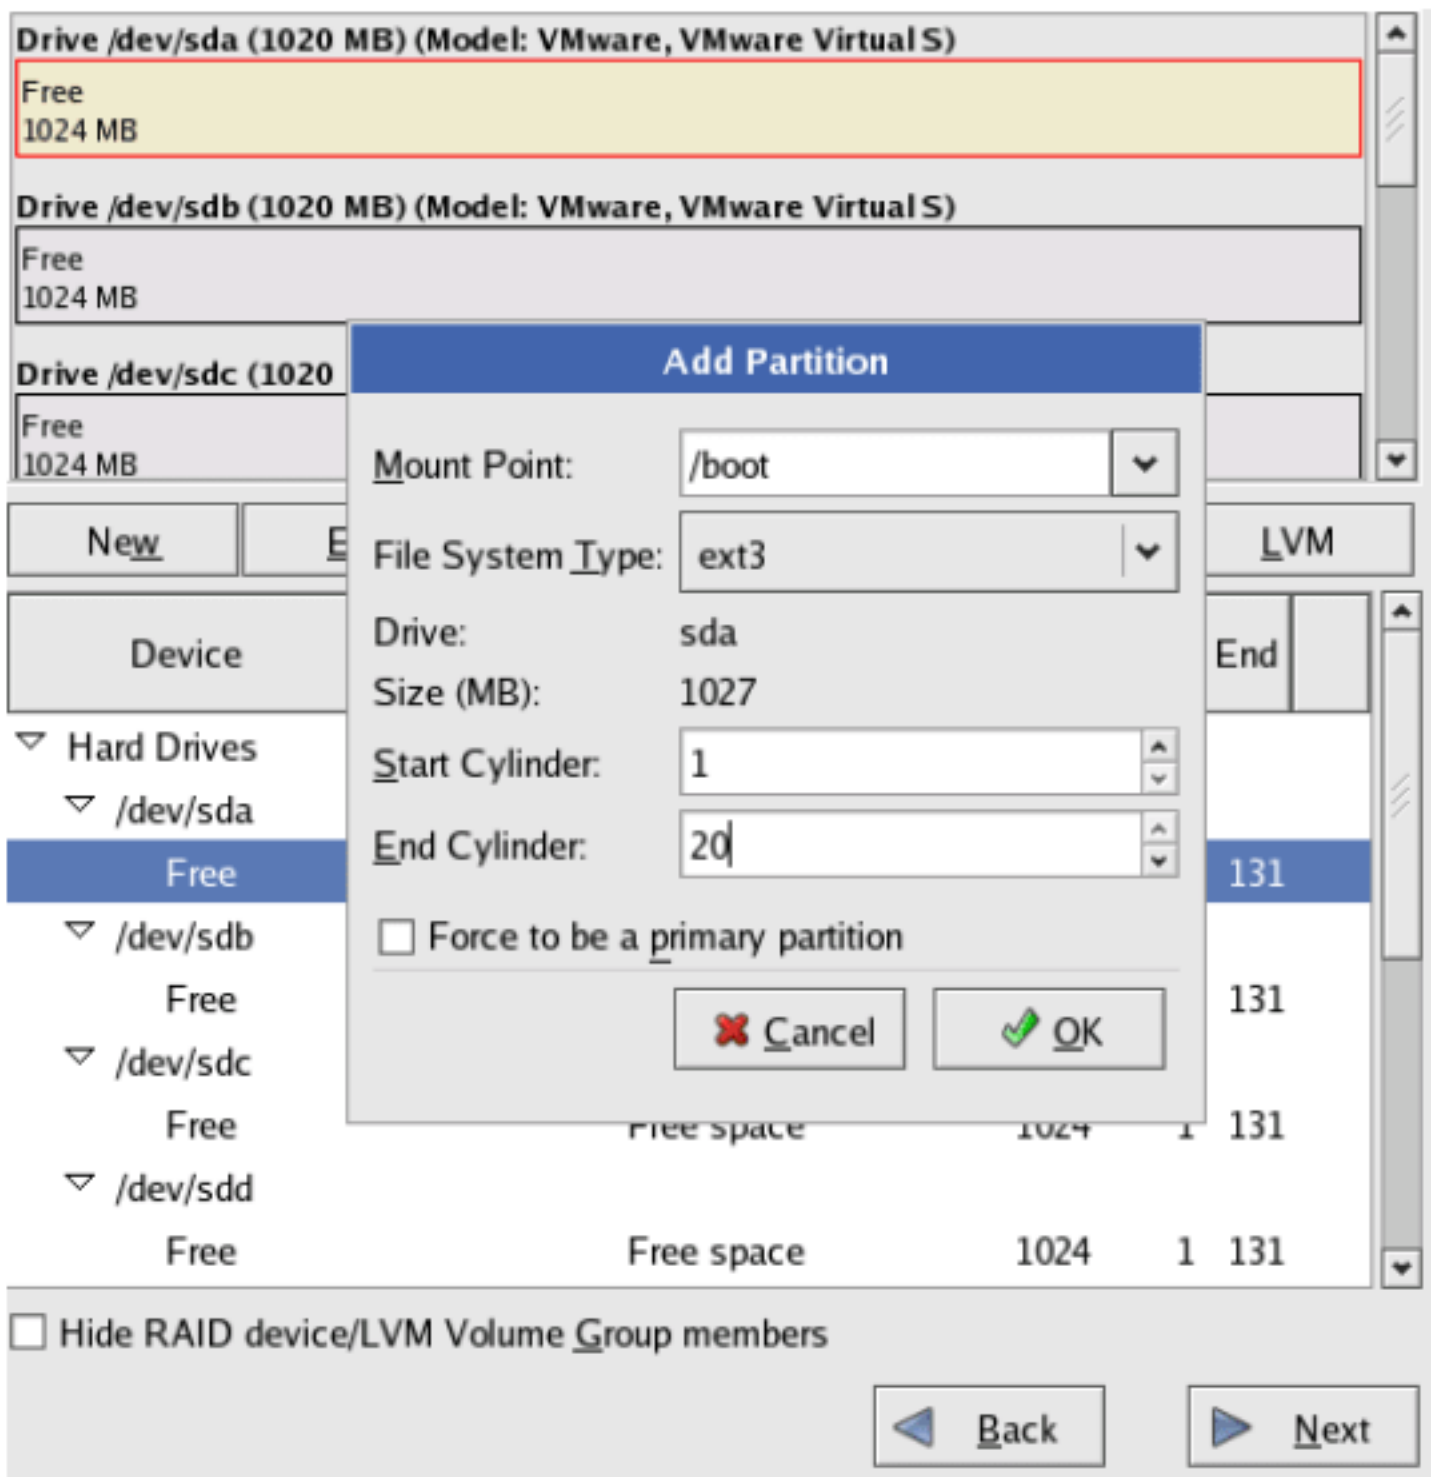 Drive /dev/sda (1020 MB) (Model: VMware, VMware Virtual S)
Free
1024 MB
Drive /dev/sdb (1020 MB) (Model: VMware, VMware Virtual S)
Free
1024 MB
Drive /dev/sdc (1020
Free
1024 MB
Add Partition
Mount Point: /boot
File System Type: ext3
Drive: sda
Size (MB): 1027
Start Cylinder: 1
End Cylinder: 20
Force to be a primary partition
Cancel OK
New E LVM
Device End
Hard Drives
/dev/sda
Free 131
/dev/sdb
Free 131
/dev/sdc
Free Free space 1024 1 131
/dev/sdd
Free Free space 1024 1 131
Hide RAID device/LVM Volume Group members
Back Next